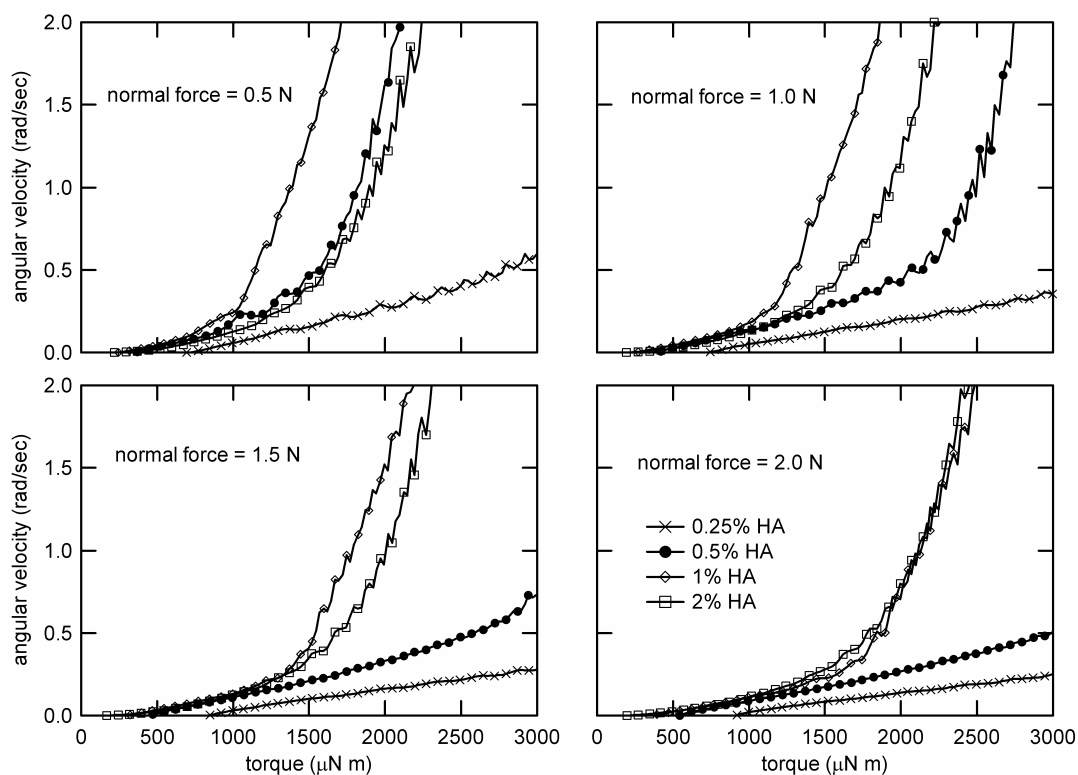 2.0
normal force = 0.5 N
1.5
1.0
0.5
0.0
angular velocity (rad/sec)
normal force = 1.0 N
2.0
1.5
1.0
0.5
0.0
angular velocity (rad/sec)
normal force = 1.5 N
0 500 1000 1500 2000 2500 3000
torque (μN m)
normal force = 2.0 N
0.25% HA
0.5% HA
1% HA
2% HA
0 500 1000 1500 2000 2500 3000
torque (μN m)